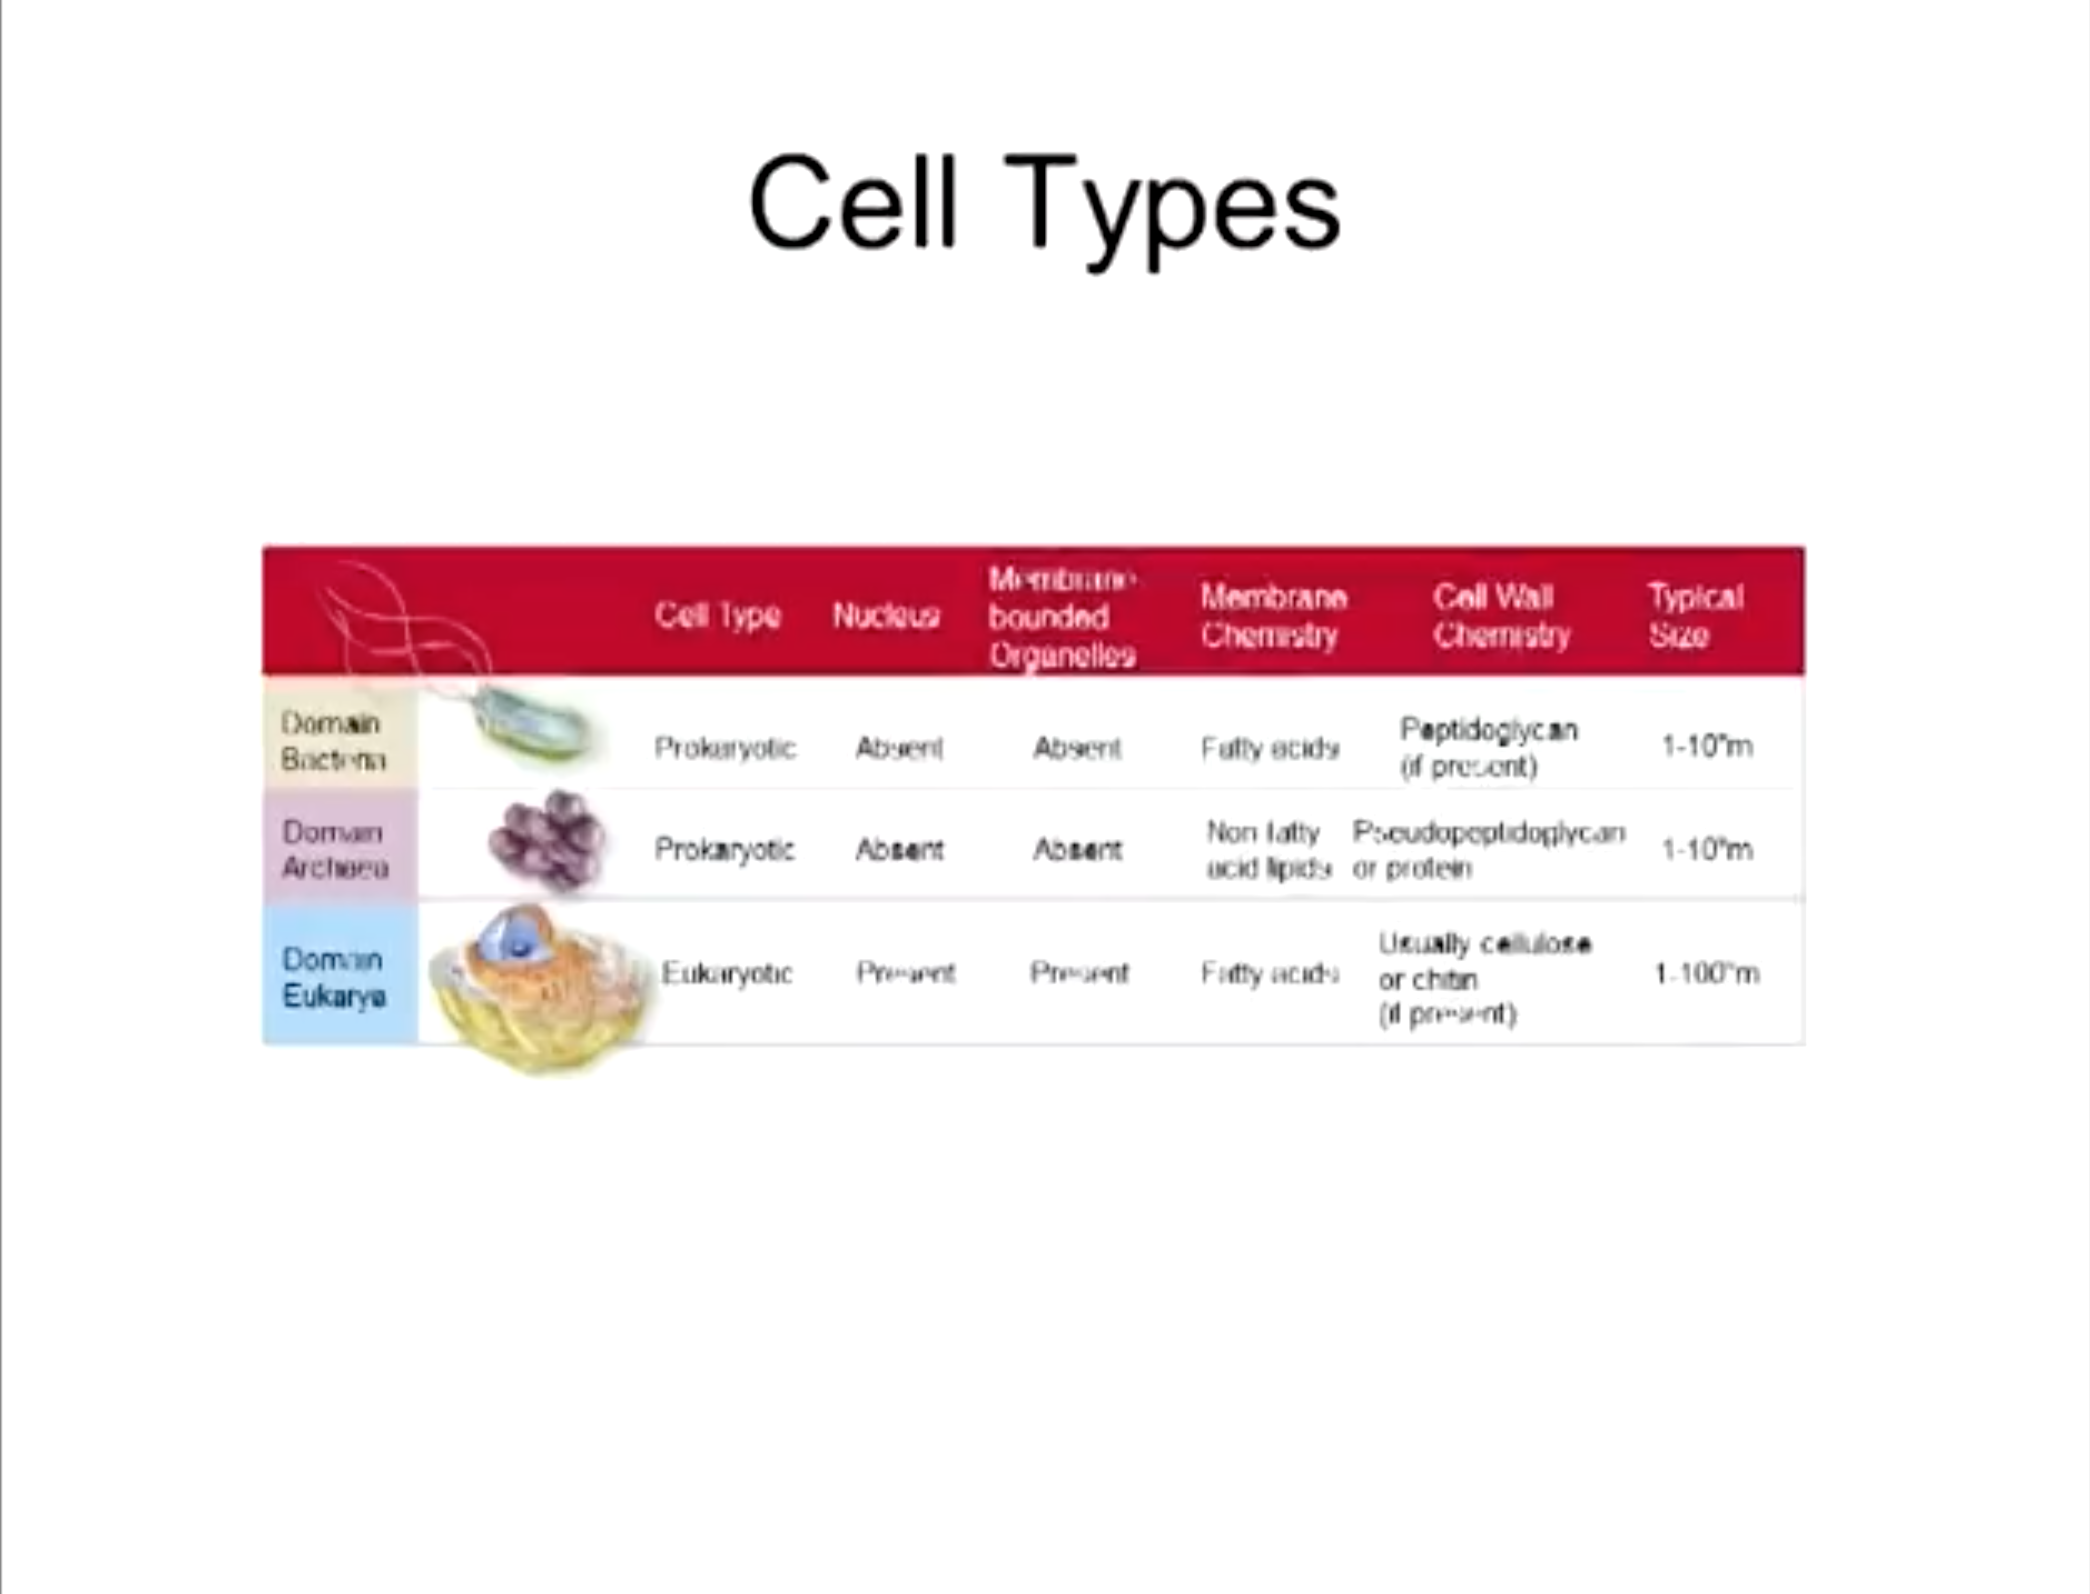 Cell Types
Cell Type
Nucleus
Membrane-
bounded
Organelles
Membrane
Chemistry
Cell Wall
Chemistry
Typical
Size
Domain
Bacteria
Prokaryotic
Absent
Absent
Fatty acids
Peptidoglycan
(if present)
1-10"m
Domain
Archaea
Prokaryotic
Absent
Absent
Non fatty
acid lipids
Pseudopeptidoglycan
or protein
1-10"m
Domain
Eukarya
Eukaryotic
Present
Present
Fatty acids
Usually cellulose
or chitin
(if present)
1-100"m